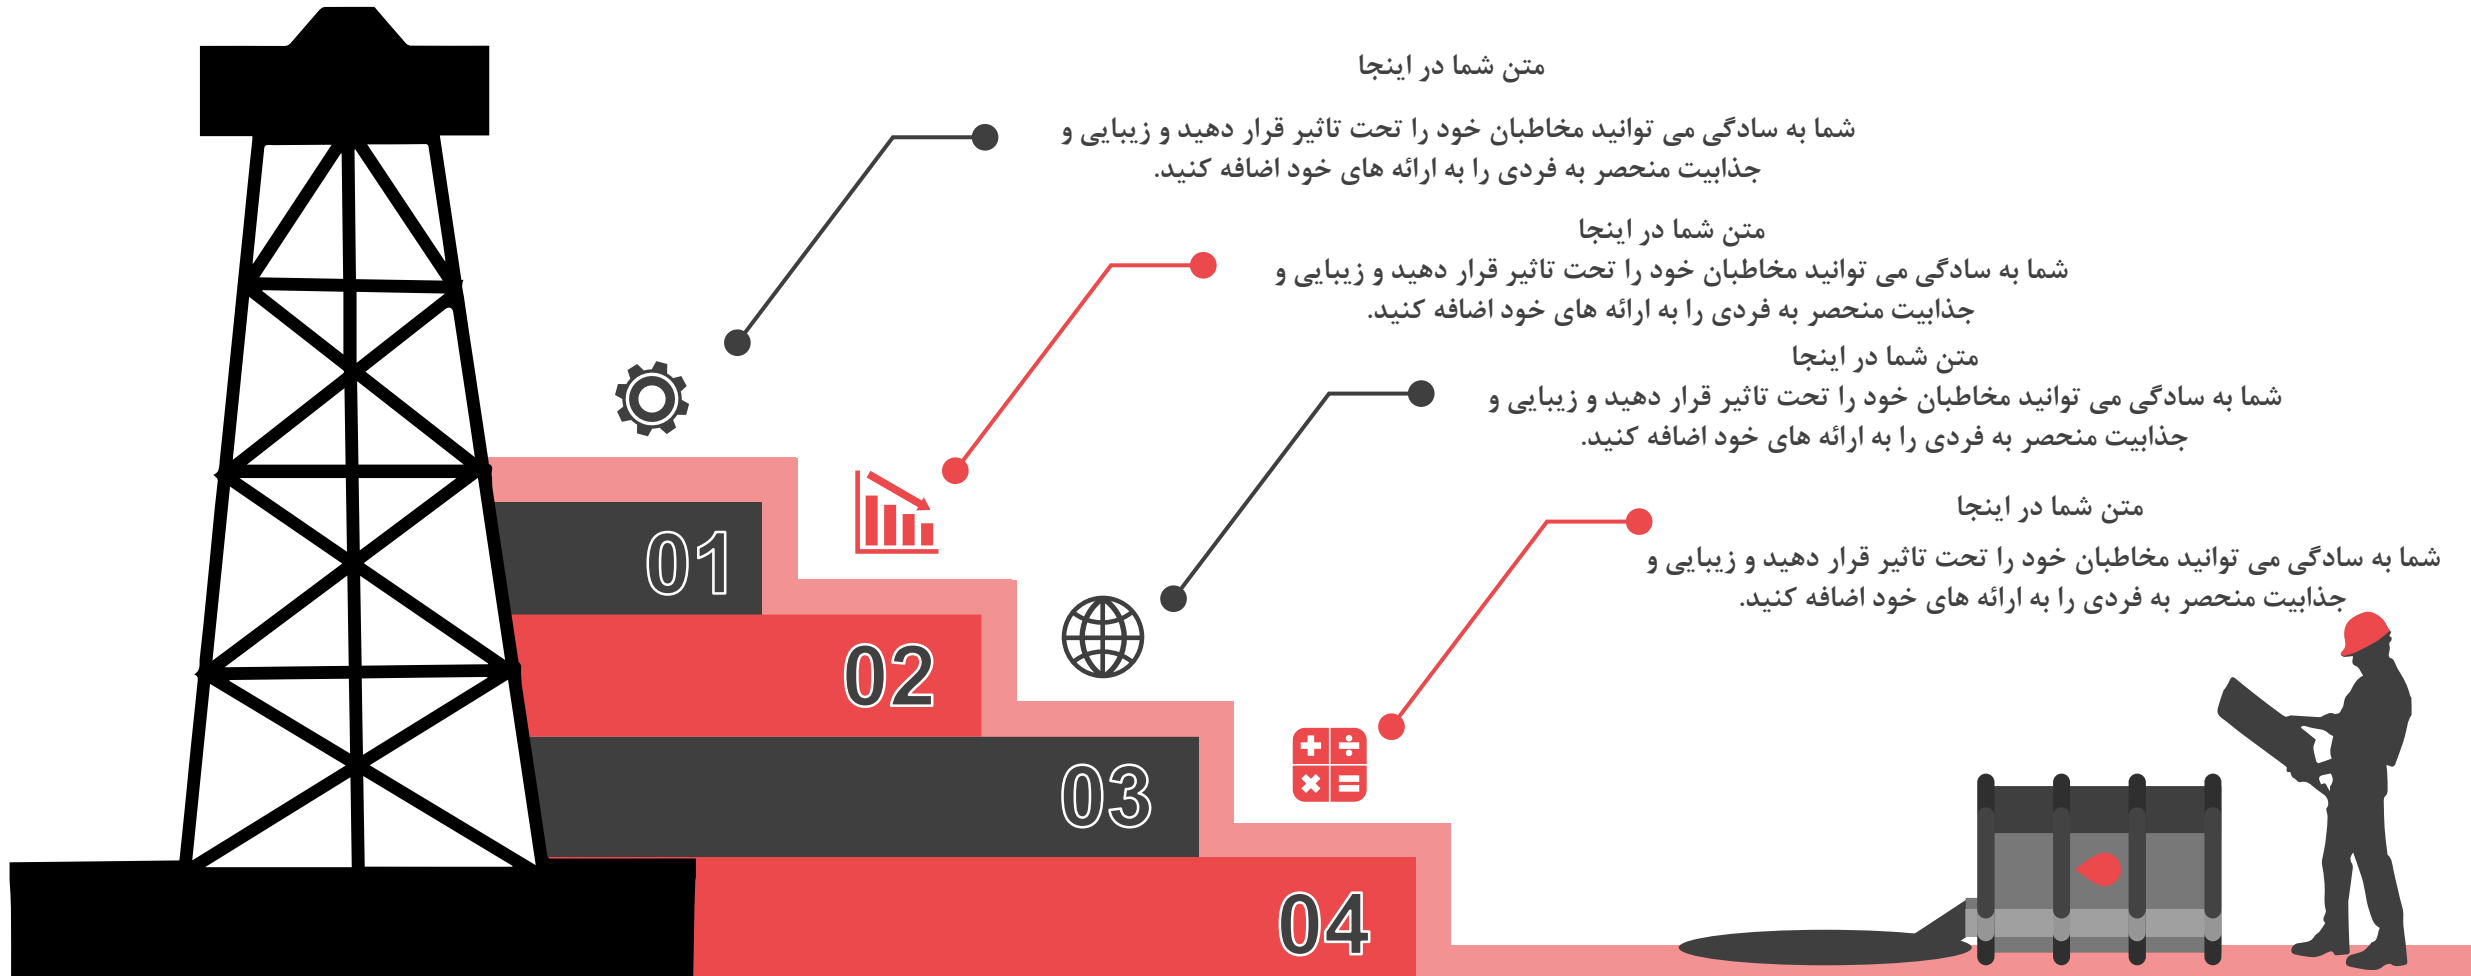 متن شما در اینجا
شما به سادگی می توانید مخاطبان خود را تحت تاثیر قرار دهید و زیبایی و
جذابیت منحصر به فردی را به ارائه های خود اضافه کنید.
متن شما در اینجا
شما به سادگی می توانید مخاطبان خود را تحت تاثیر قرار دهید و زیبایی و
جذابیت منحصر به فردی را به ارائه های خود اضافه کنید.
متن شما در اینجا
شما به سادگی می توانید مخاطبان خود را تحت تاثیر قرار دهید و زیبایی و
جذابیت منحصر به فردی را به ارائه های خود اضافه کنید.
متن شما در اینجا
شما به سادگی می توانید مخاطبان خود را تحت تاثیر قرار دهید و زیبایی و
جذابیت منحصر به فردی را به ارائه های خود اضافه کنید.
01
02
03
04